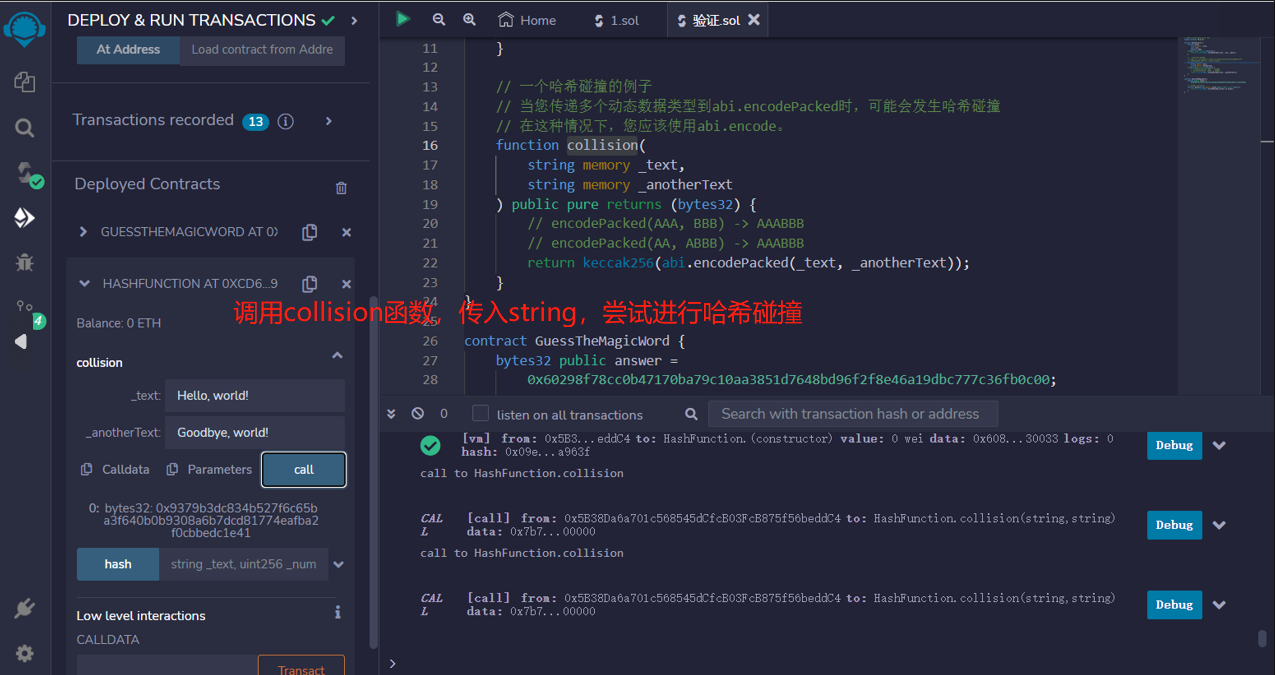 DEPLOY & RUN TRANSACTIONS
At Address
Load contract from Addre
Transactions recorded 13
Deployed Contracts
GUESSTHEMAGICWORD AT 0X
HASHFUNCTION AT 0XCD6...9
Balance: 0 ETH
collision
_text: Hello, world!
_anotherText: Goodbye, world!
Calldata Parameters call
0: bytes32: 0x9379b3dc834b527f6c65b
a3f640b0b9308a6b7dcd81774eafba2
f0cbbedc1e41
hash string _text, uint256 _num
Low level interactions
CALLDATA
Transact
4
Home 1.sol 验证.sol
11 }
12
13 // 一个哈希碰撞的例子
14 // 当您传递多个动态数据类型到abi.encodePacked时，可能会发生哈希碰撞
15 // 在这种情况下，您应该使用abi.encode。
16 function collision(
17 string memory _text,
18 string memory _anotherText
19 ) public pure returns (bytes32) {
20 // encodePacked(AAA, BBB) -> AAABBB
21 // encodePacked(AA, ABBB) -> AAABBB
22 return keccak256(abi.encodePacked(_text, _anotherText));
23 }
24 }
调用collision函数，传入string，尝试进行哈希碰撞
25
26 contract GuessTheMagicWord {
27 bytes32 public answer =
28 0x60298f78cc0b47170ba79c10aa3851d7648bd96f2f8e46a19dbc777c36fb0c00;
0 listen on all transactions Search with transaction hash or address
[vm] from: 0x5B3...eddC4 to: HashFunction.(constructor) value: 0 wei data: 0x608...30033 logs: 0
hash: 0x09e...a963f
Debug
call to HashFunction.collision
CAL [call] from: 0x5B38Da6a701c568545dCfcB03FcB875f56beddC4 to: HashFunction.collision(string,string)
L data: 0x7b7...00000
Debug
call to HashFunction.collision
CAL [call] from: 0x5B38Da6a701c568545dCfcB03FcB875f56beddC4 to: HashFunction.collision(string,string)
L data: 0x7b7...00000
Debug
>